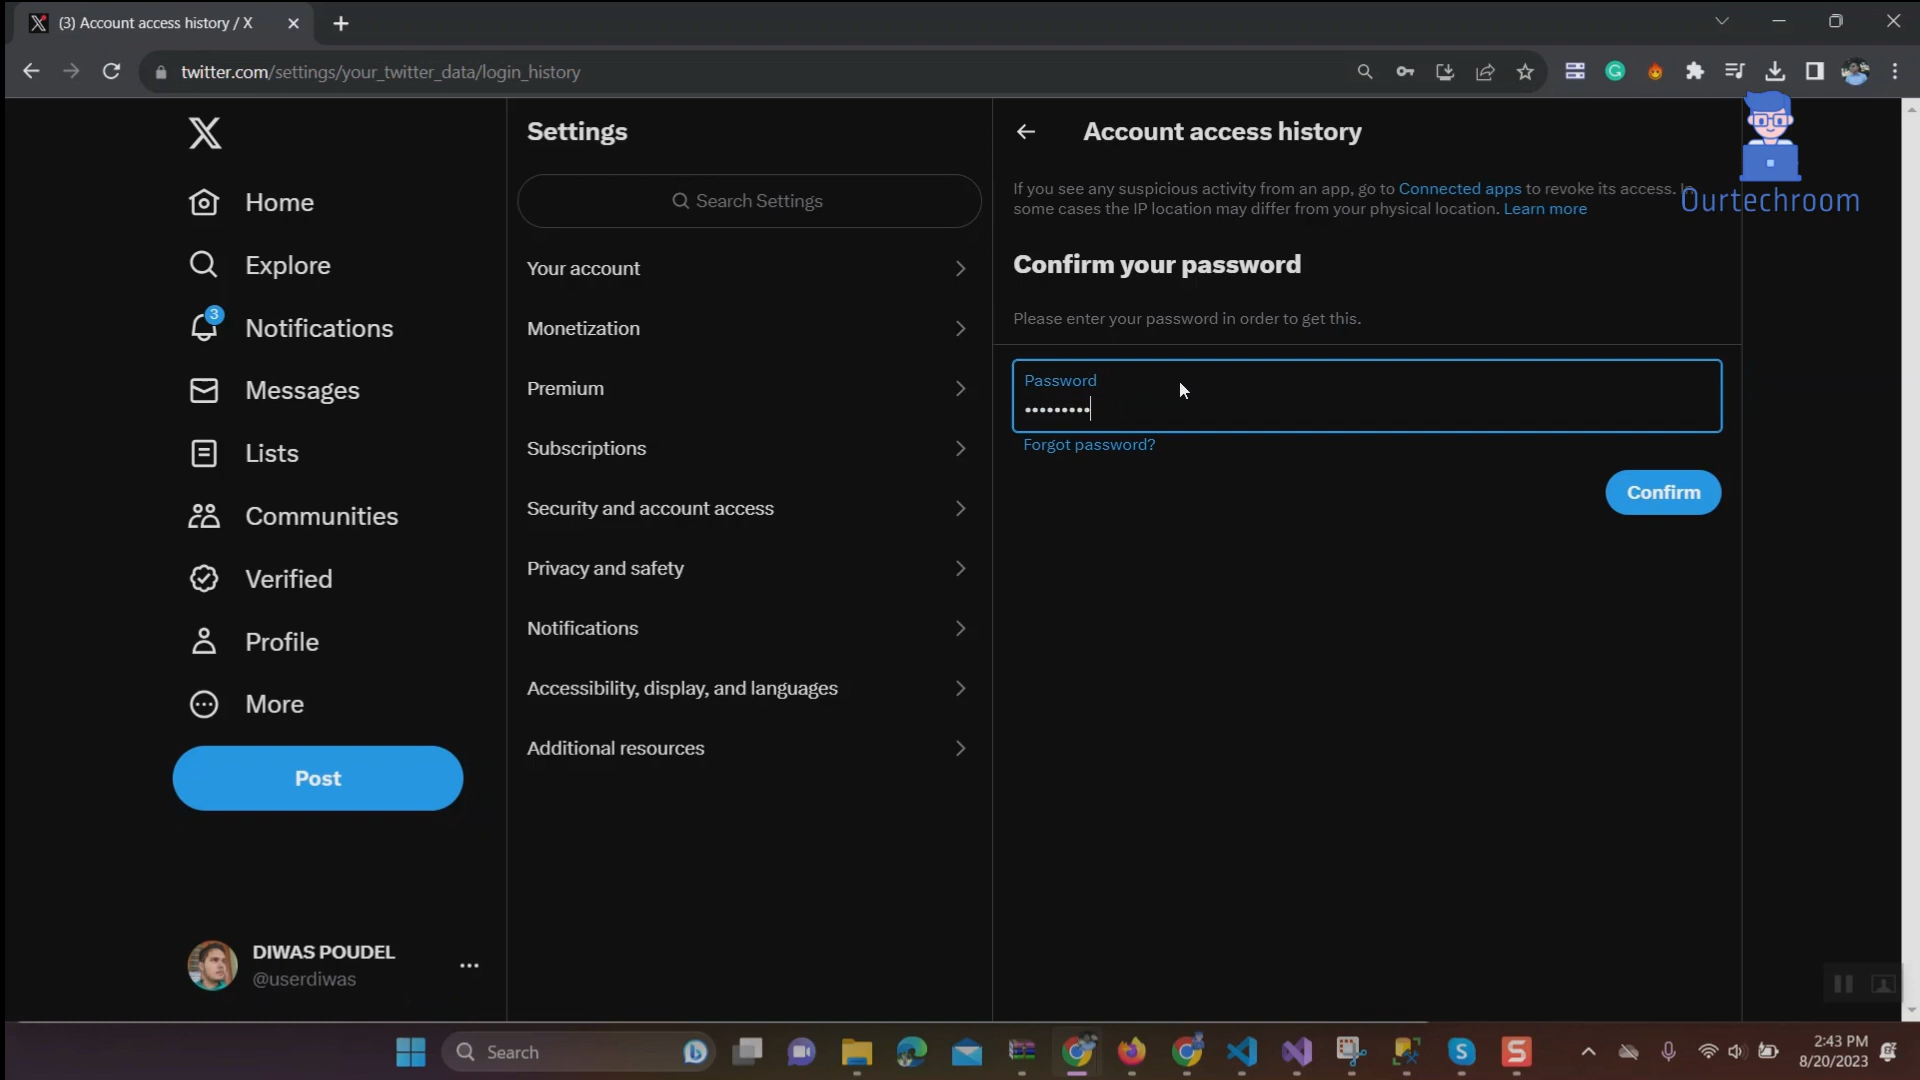 (3) Account access history / X
twitter.com/settings/your_twitter_data/login_history
Home
Explore
3
Notifications
Messages
Lists
Communities
Verified
Profile
More
Post
DIWAS POUDEL
@userdiwas
Settings
Search Settings
Your account
Monetization
Premium
Subscriptions
Security and account access
Privacy and safety
Notifications
Accessibility, display, and languages
Additional resources
Account access history
If you see any suspicious activity from an app, go to Connected apps to revoke its access. In
some cases the IP location may differ from your physical location. Learn more
Confirm your password
Please enter your password in order to get this.
Password
•••••••••
Forgot password?
Confirm
Ourtechroom
Search
2:43 PM
8/20/2023